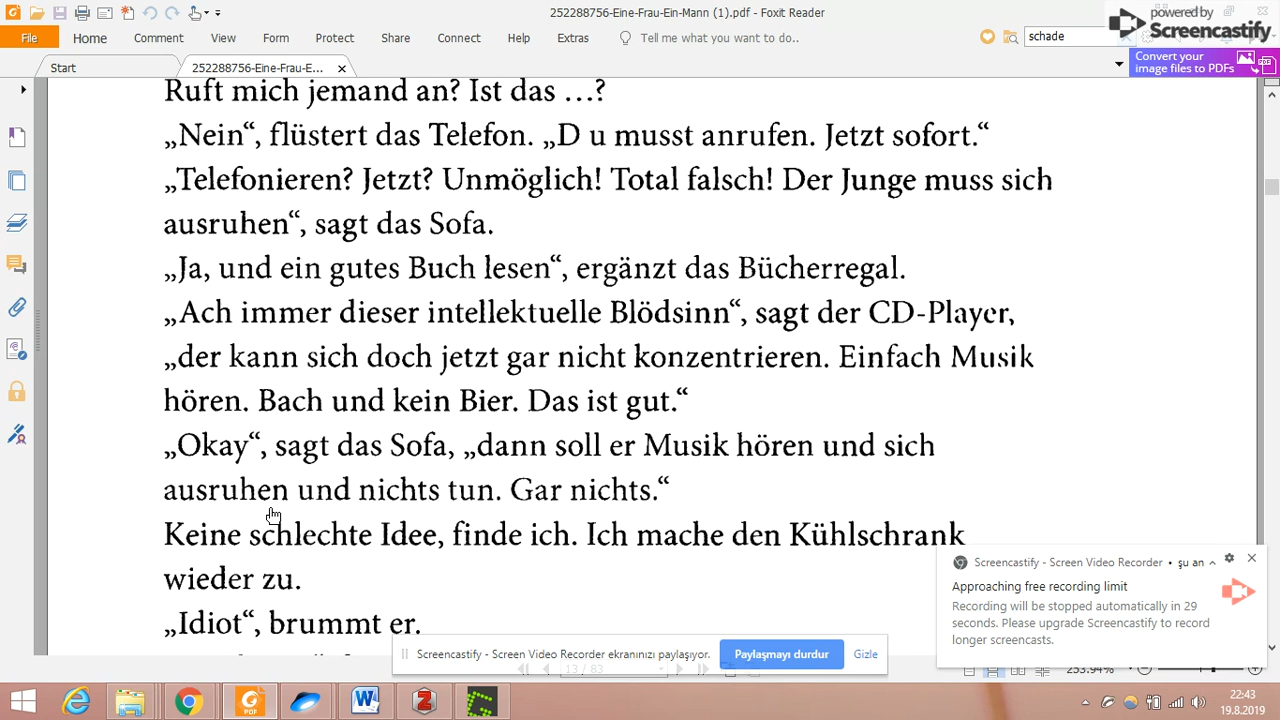 252288756-Eine-Frau-Ein-Mann (1).pdf - Foxit Reader
powered by
Screencastify
File Home Comment View Form Protect Share Connect Help Extras Tell me what you want to do.. schade
Start 252288756-Eine-Frau-E...
Convert your
image files to PDFs
Ruft mich jemand an? Ist das …?
„Nein“, flüstert das Telefon. „D u musst anrufen. Jetzt sofort.“
„Telefonieren? Jetzt? Unmöglich! Total falsch! Der Junge muss sich
ausruhen“, sagt das Sofa.
„Ja, und ein gutes Buch lesen“, ergänzt das Bücherregal.
„Ach immer dieser intellektuelle Blödsinn“, sagt der CD-Player,
„der kann sich doch jetzt gar nicht konzentrieren. Einfach Musik
hören. Bach und kein Bier. Das ist gut.“
„Okay“, sagt das Sofa, „dann soll er Musik hören und sich
ausruhen und nichts tun. Gar nichts.“
Keine schlechte Idee, finde ich. Ich mache den Kühlschrank
wieder zu.
„Idiot“, brummt er.
Screencastify - Screen Video Recorder • şu an
Approaching free recording limit
Recording will be stopped automatically in 29
seconds. Please upgrade Screencastify to record
longer screencasts.
Screencastify - Screen Video Recorder ekranınızı paylaşıyor. Paylaşmayı durdur Gizle
13 / 83
253.94%
PDF
22:43
19.8.2019